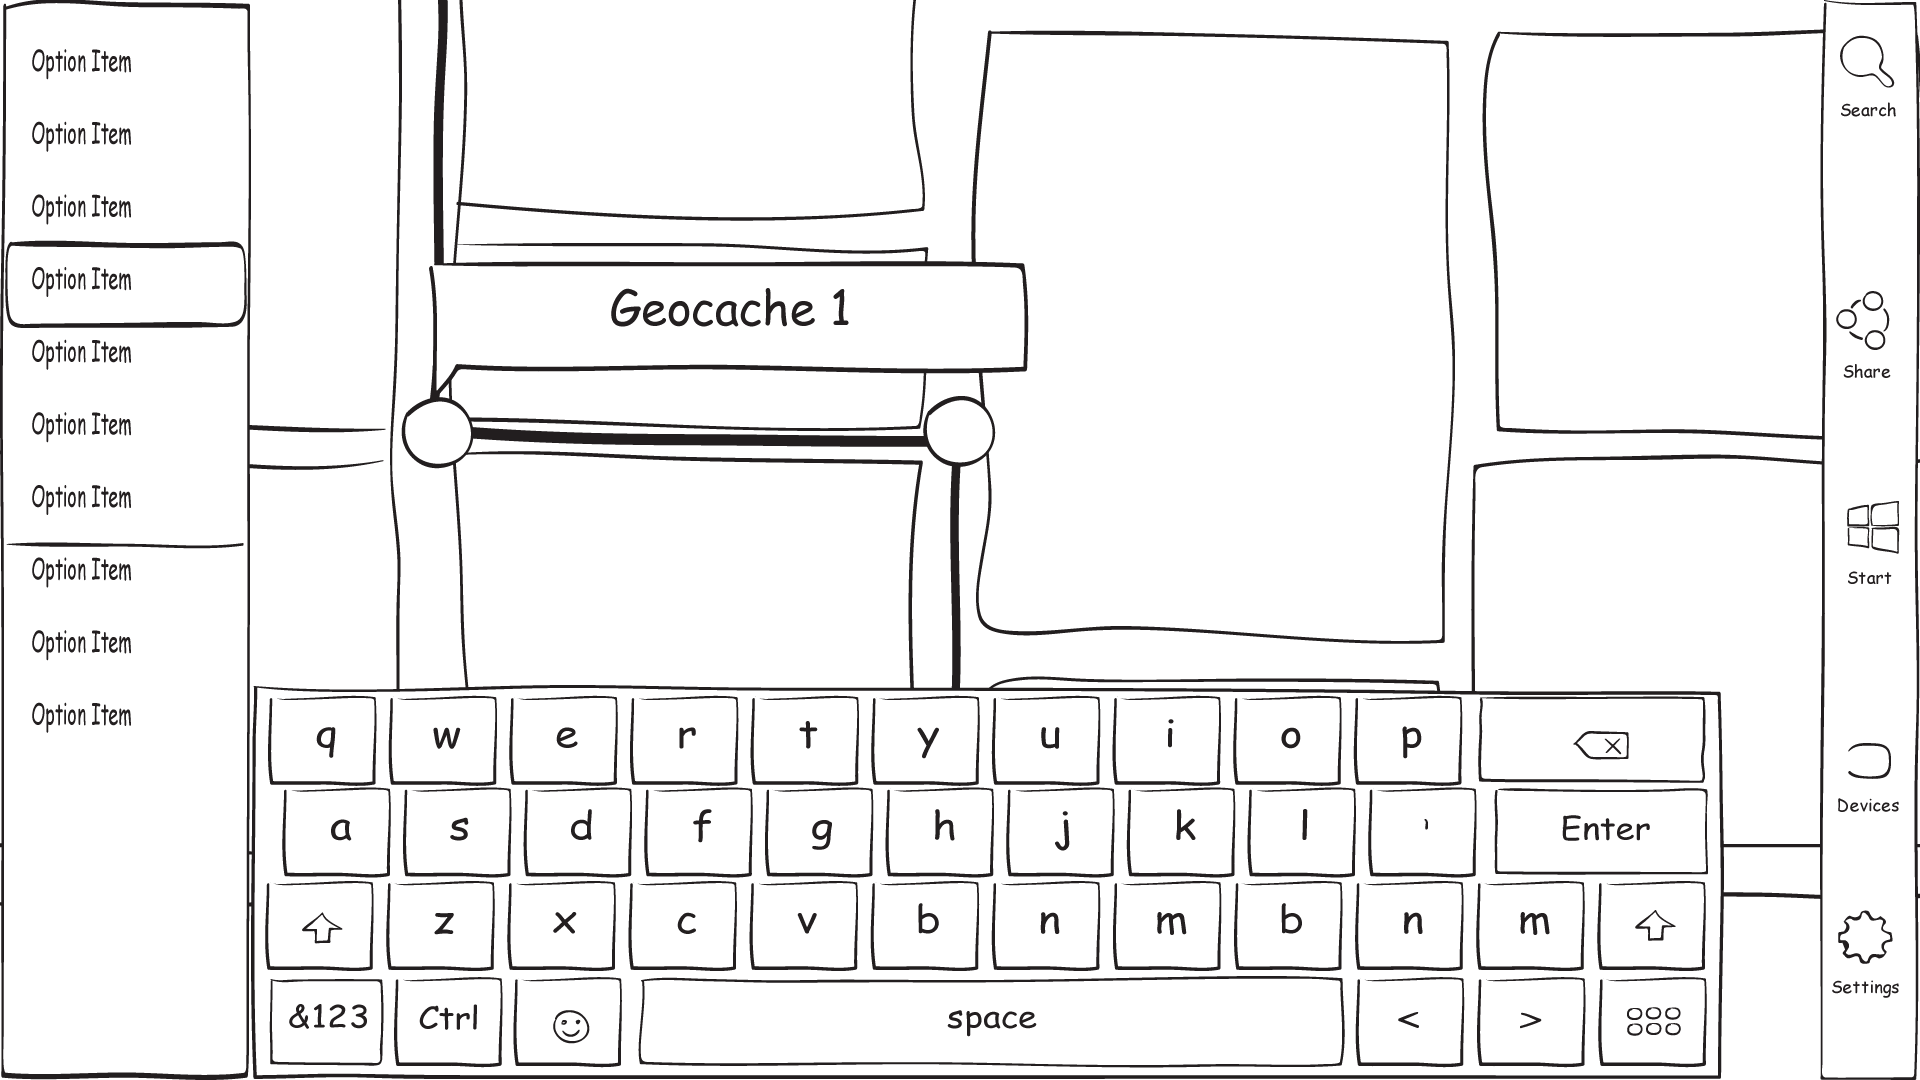 Option Item
Option Item
Option Item
Option Item
Option Item
Option Item
Option Item
Option Item
Option Item
Option Item
Geocache 1
Search
Share
Start
Devices
Settings
q w e r t y u i o p
a s d f g h j k l ' Enter
z x c v b n m b n m
&123 Ctrl space < >